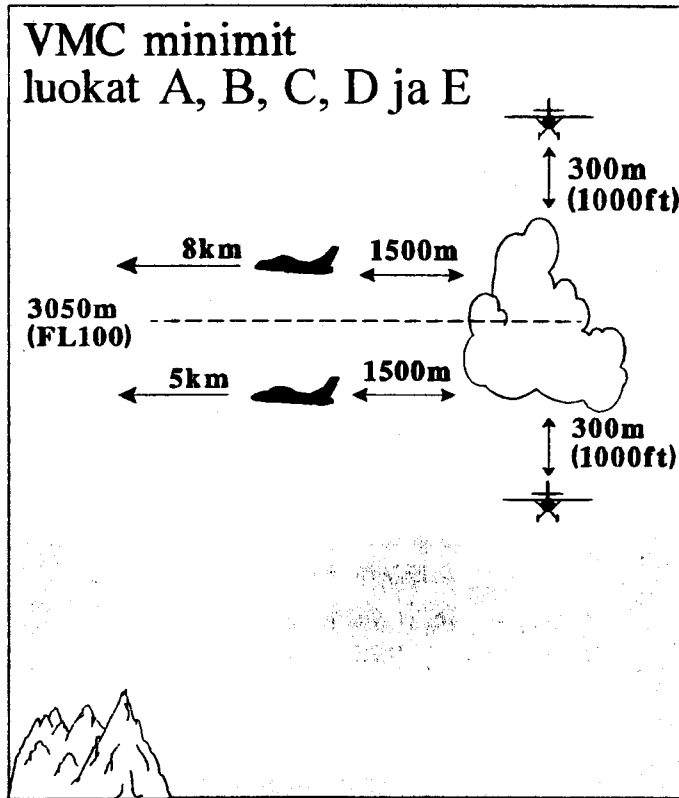 VMC minimit
luokat A, B, C, D ja E
300m
(1000ft)
8km
1500m
3050m
(FL100)
5km
1500m
300m
(1000ft)